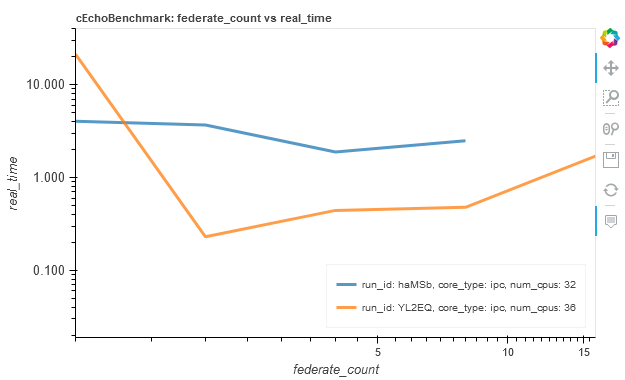 cEchoBenchmark: federate_count vs real_time
10.000
1.000
0.100
real_time
run_id: haMSb, core_type: ipc, num_cpus: 32
run_id: YL2EQ, core_type: ipc, num_cpus: 36
5
10
15
federate_count